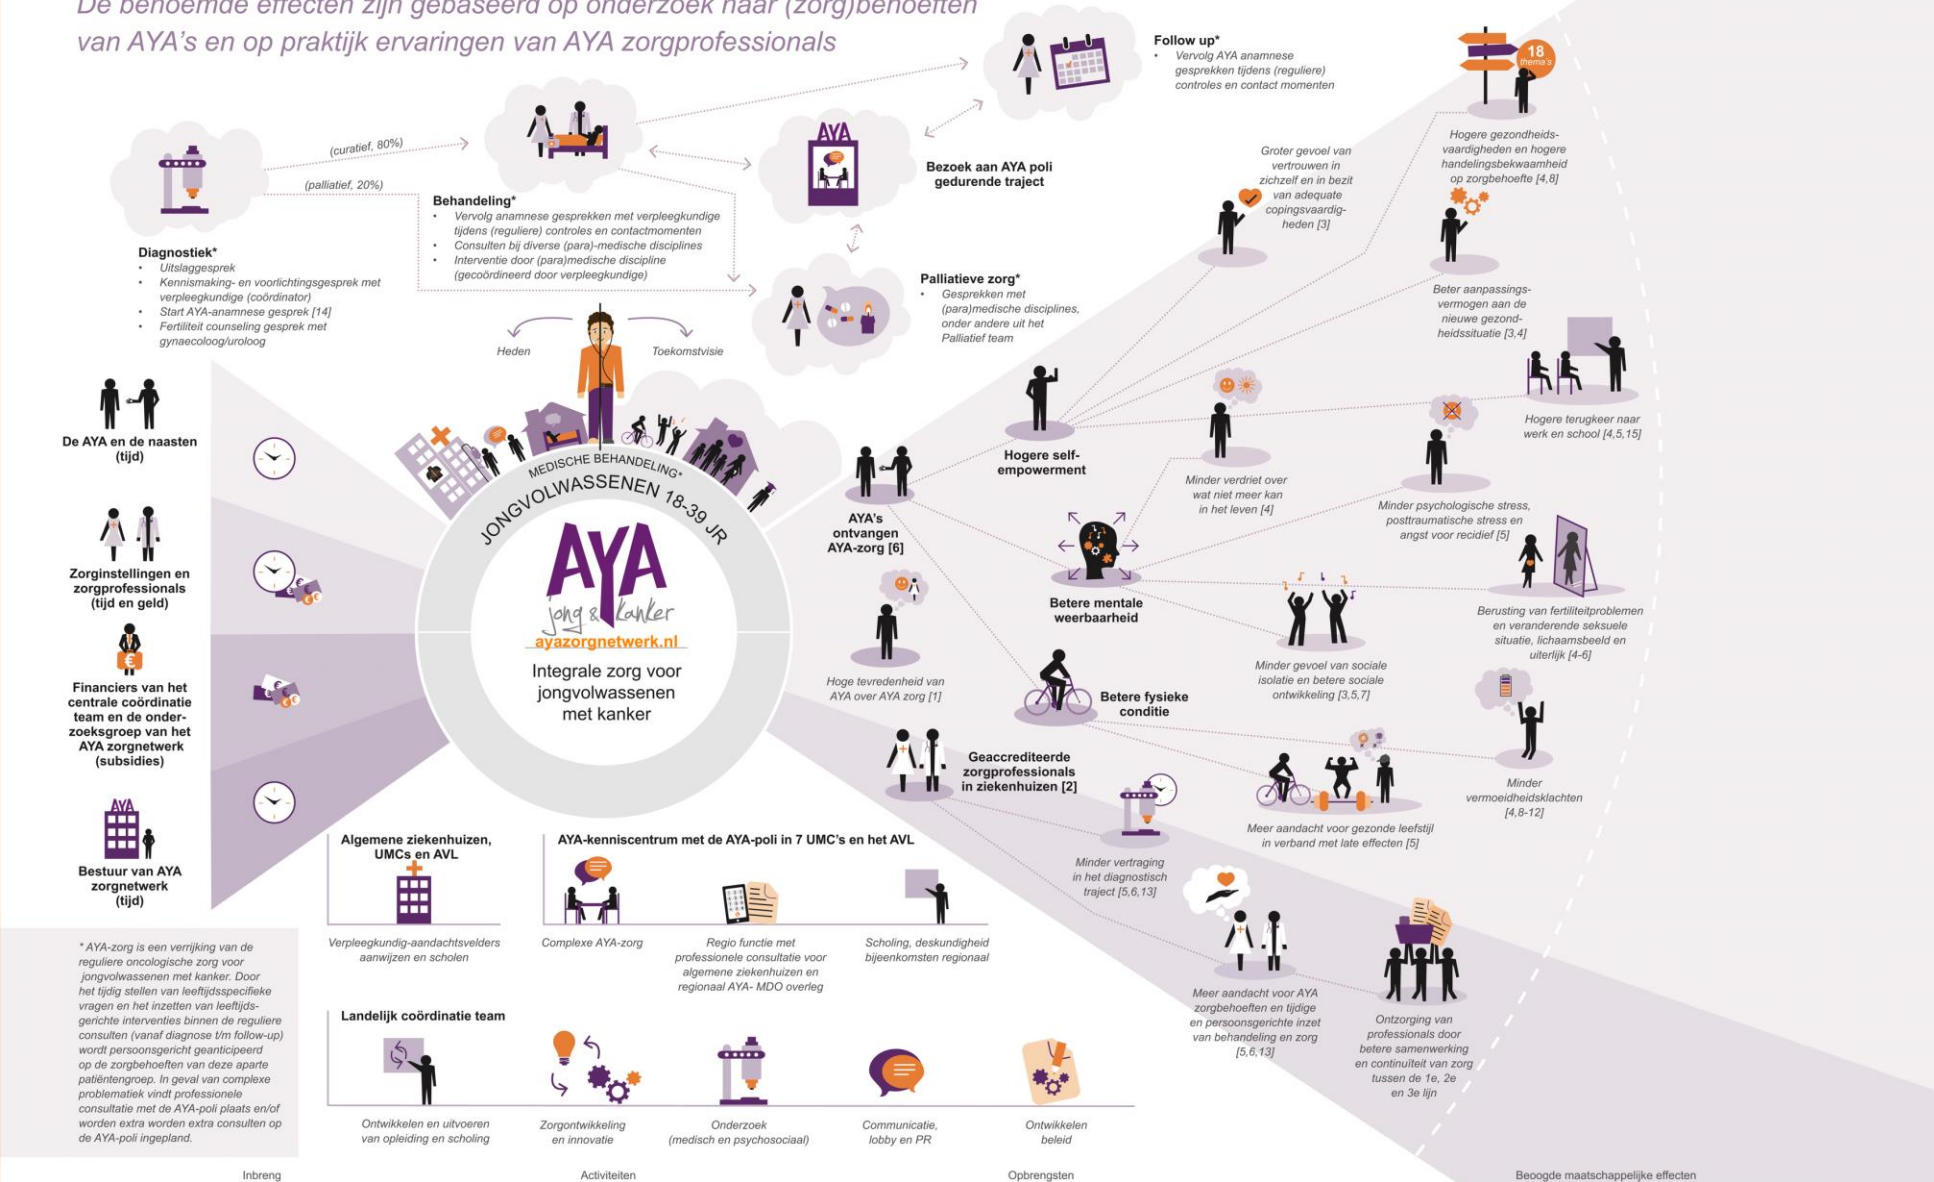 De benoemde effecten zijn gebaseerd op onderzoek naar (zorg)behoeften
van AYA's en op praktijk ervaringen van AYA zorgprofessionals
Follow up*
• Vervolg AYA anamnese
gesprekken tijdens (reguliere)
controles en contact momenten
(curatief, 80%)
(palliatief, 20%)
Diagnostiek*
• Uitslaggesprek
• Kennismaking- en voorlichtingsgesprek met
verpleegkundige (coördinator)
• Start AYA-anamnese gesprek [14]
• Fertiliteit counseling gesprek met
gynaecoloog/uroloog
Behandeling*
• Vervolg anamnese gesprekken met verpleegkundige
tijdens (reguliere) controles en contactmomenten
• Consulten bij diverse (para)-medische disciplines
• Interventie door (para)medische discipline
(gecoördineerd door verpleegkundige)
AYA
Bezoek aan AYA poli
gedurende traject
Palliatieve zorg*
• Gesprekken met
(para)medische disciplines,
onder andere uit het
Palliatief team
Heden
Toekomstvisie
De AYA en de naasten
(tijd)
Zorginstellingen en
zorgprofessionals
(tijd en geld)
Financiers van het
centrale coördinatie
team en de onder-
zoeksgroep van het
AYA zorgnetwerk
(subsidies)
AYA
Bestuur van AYA
zorgnetwerk
(tijd)
MEDISCHE BEHANDELING*
JONGVOLWASSENEN 18-39 JR
AYA
jong & kanker
ayazorgnetwerk.nl
Integrale zorg voor
jongvolwassenen
met kanker
AYA's
ontvangen
AYA-zorg [6]
Hoge tevredenheid van
AYA over AYA zorg [1]
Hogere self-
empowerment
Betere mentale
weerbaarheid
Betere fysieke
conditie
Geaccrediteerde
zorgprofessionals
in ziekenhuizen [2]
18
thema's
Hogere gezondheids-
vaardigheden en hogere
handelingsbekwaamheid
op zorgbehoefte [4,8]
Groter gevoel van
vertrouwen in
zichzelf en in bezit
van adequate
copingsvaardig-
heden [3]
Beter aanpassings-
vermogen aan de
nieuwe gezond-
heidssituatie [3,4]
Hogere terugkeer naar
werk en school [4,5,15]
Minder verdriet over
wat niet meer kan
in het leven [4]
Minder psychologische stress,
posttraumatische stress en
angst voor recidief [5]
Berusting van fertiliteitproblemen
en veranderende seksuele
situatie, lichaamsbeeld en
uiterlijk [4-6]
Minder gevoel van sociale
isolatie en betere sociale
ontwikkeling [3,5,7]
Minder
vermoeidheidsklachten
[4,8-12]
Meer aandacht voor gezonde leefstijl
in verband met late effecten [5]
Minder vertraging
in het diagnostisch
traject [5,6,13]
Meer aandacht voor AYA
zorgbehoeften en tijdige
en persoonsgerichte inzet
van behandeling en zorg
[5,6,13]
Ontzorging van
professionals door
betere samenwerking
en continuïteit van zorg
tussen de 1e, 2e
en 3e lijn
Algemene ziekenhuizen,
UMCs en AVL
Verpleegkundig-aandachtsvelders
aanwijzen en scholen
AYA-kenniscentrum met de AYA-poli in 7 UMC's en het AVL
Complexe AYA-zorg
Regio functie met
professionele consultatie voor
algemene ziekenhuizen en
regionaal AYA- MDO overleg
Scholing, deskundigheid
bijeenkomsten regionaal
Landelijk coördinatie team
Ontwikkelen en uitvoeren
van opleiding en scholing
Zorgontwikkeling
en innovatie
Onderzoek
(medisch en psychosociaal)
Communicatie,
lobby en PR
Ontwikkelen
beleid
* AYA-zorg is een verrijking van de
reguliere oncologische zorg voor
jongvolwassenen met kanker. Door
het tijdig stellen van leeftijdsspecifieke
vragen en het inzetten van leeftijds-
gerichte interventies binnen de reguliere
consulten (vanaf diagnose t/m follow-up)
wordt persoonsgericht geanticipeerd
op de zorgbehoeften van deze aparte
patiëntengroep. In geval van complexe
problematiek vindt professionele
consultatie met de AYA-poli plaats en/of
worden extra worden extra consulten op
de AYA-poli ingepland.
Inbreng
Activiteiten
Opbrengsten
Beoogde maatschappelijke effecten